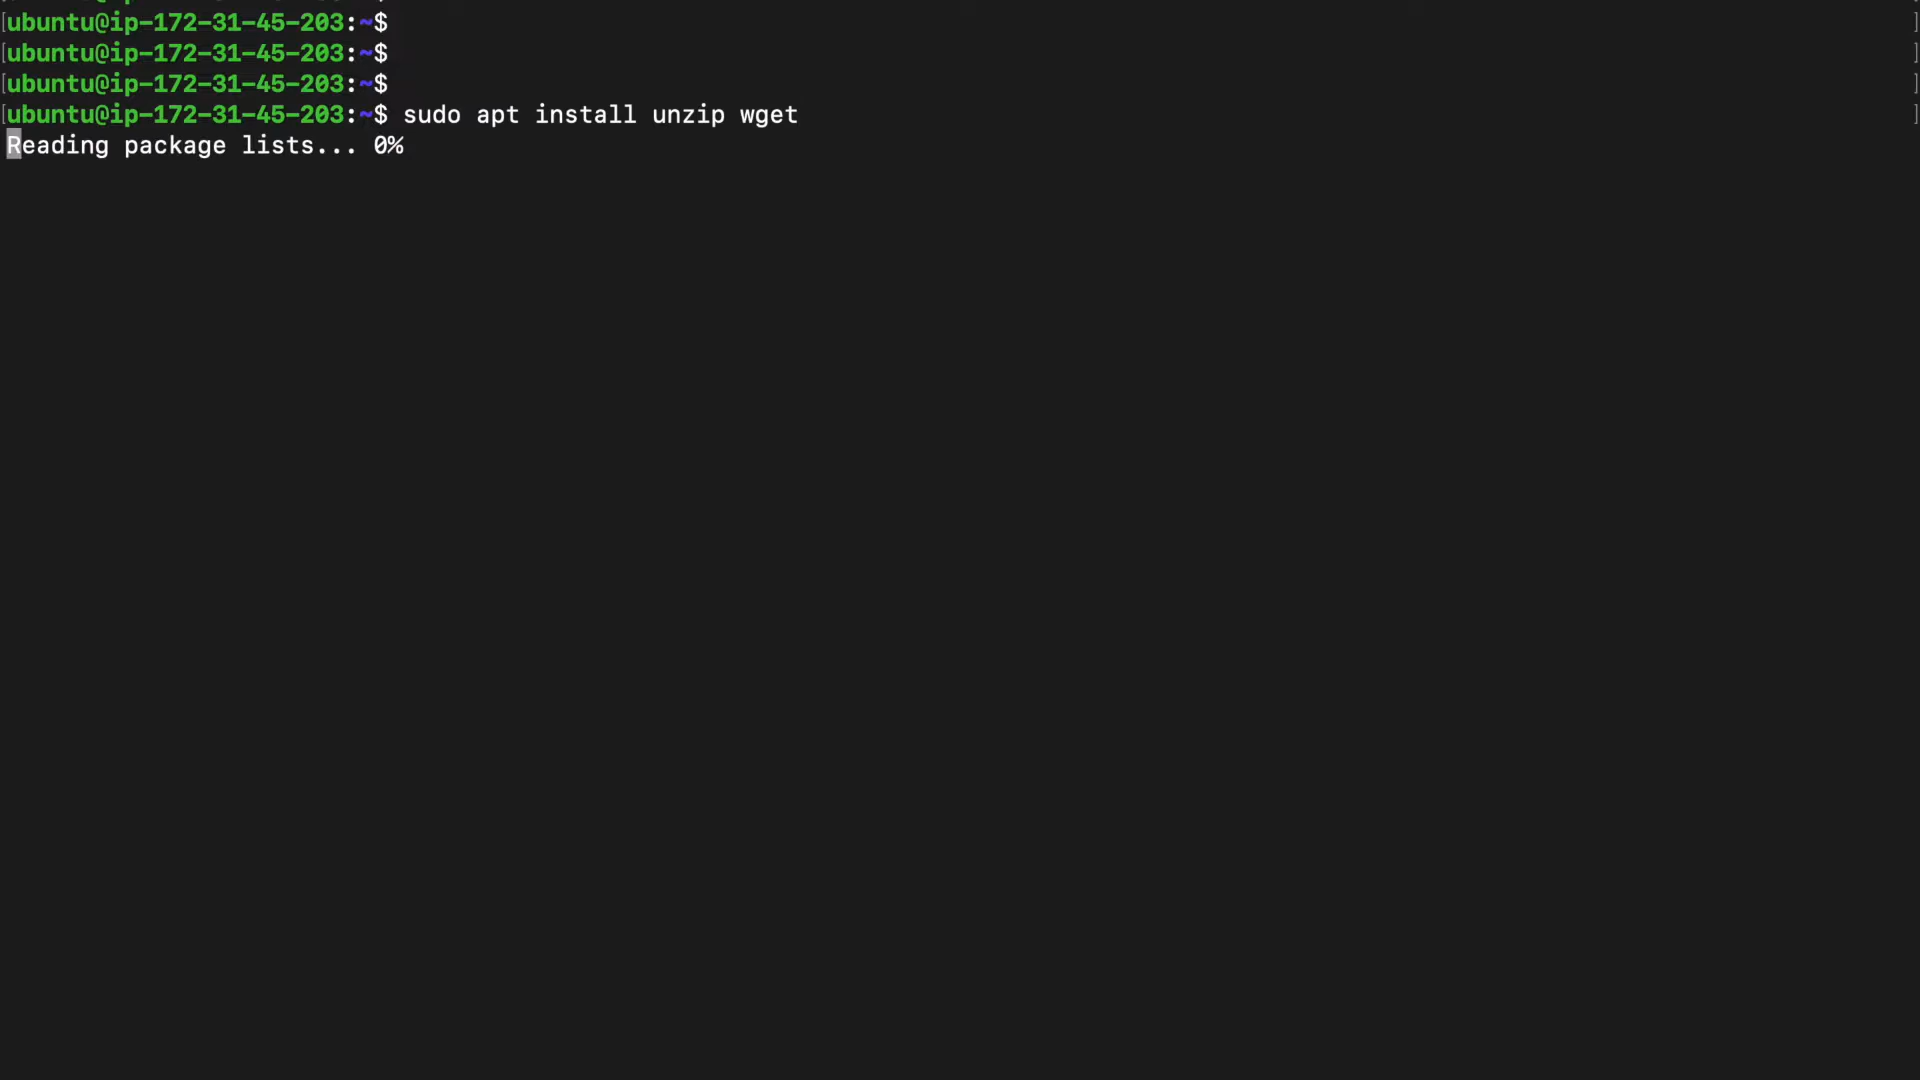 [ubuntu@ip-172-31-45-203:~$ ]
[ubuntu@ip-172-31-45-203:~$ ]
[ubuntu@ip-172-31-45-203:~$ ]
[ubuntu@ip-172-31-45-203:~$ sudo apt install unzip wget ]
Reading package lists... 0%